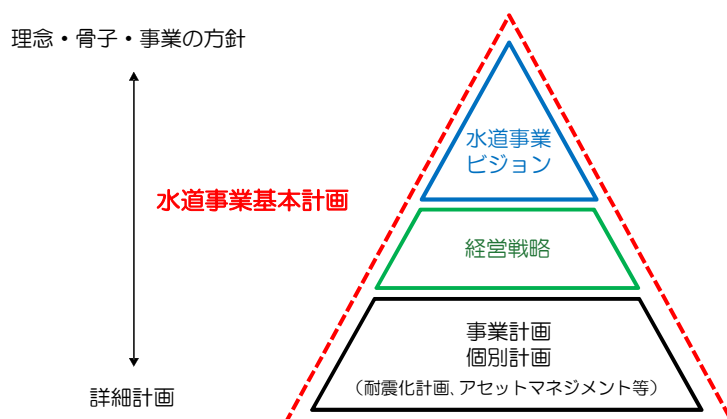 理念・骨子・事業の方針
水道事業
ビジョン
水道事業基本計画
経営戦略
事業計画
個別計画
（耐震化計画、アセットマネジメント等）
詳細計画